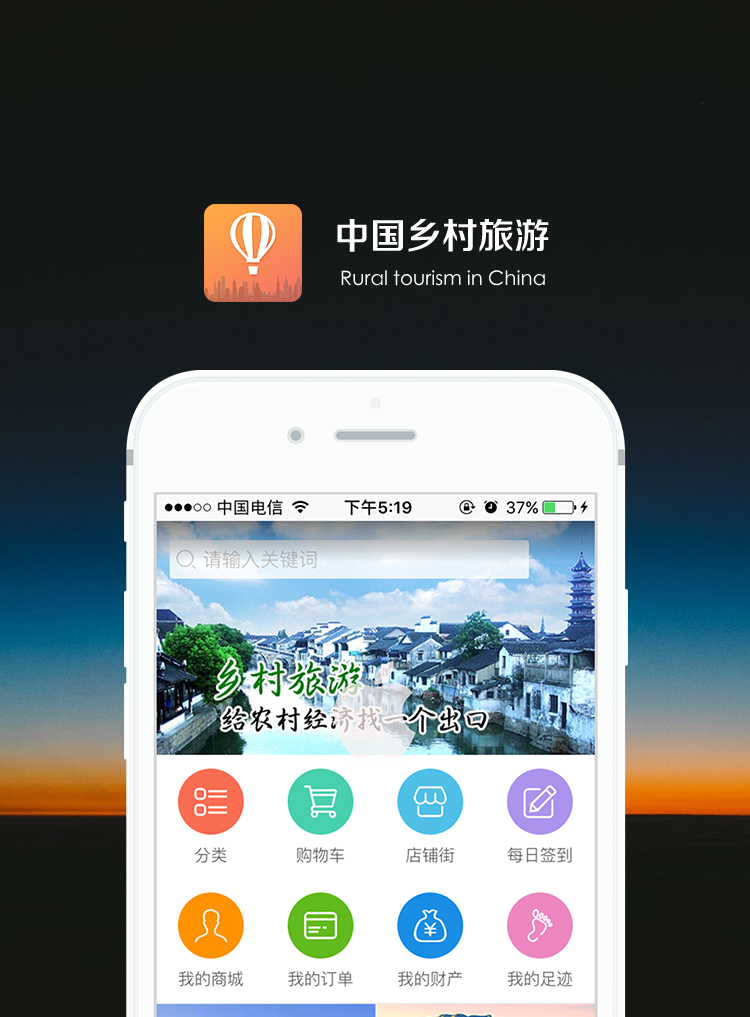 中国乡村旅游
Rural tourism in China
中国电信 下午5:19 37%
请输入关键词
乡村旅游
给农村经济找一个出口
分类 购物车 店铺街 每日签到
我的商城 我的订单 我的财产 我的足迹